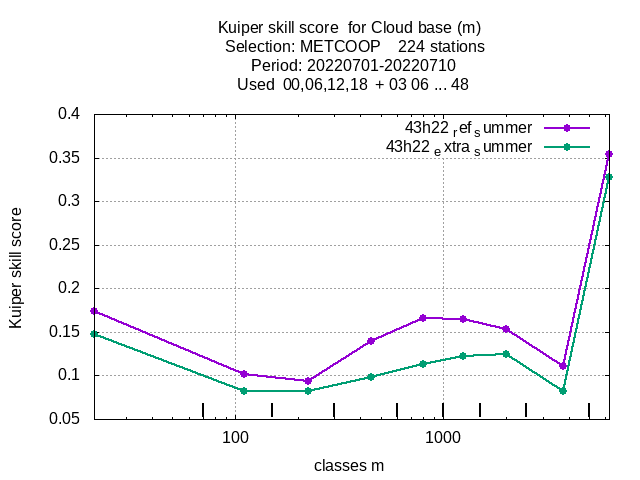 Kuiper skill score for Cloud base (m)
Selection: METCOOP 224 stations
Period: 20220701-20220710
Used 00,06,12,18 + 03 06 ... 48
43h22 ref summer
43h22 extra summer
0.4
0.35
0.3
0.25
0.2
0.15
0.1
0.05
Kuiper skill score
100 1000
classes m